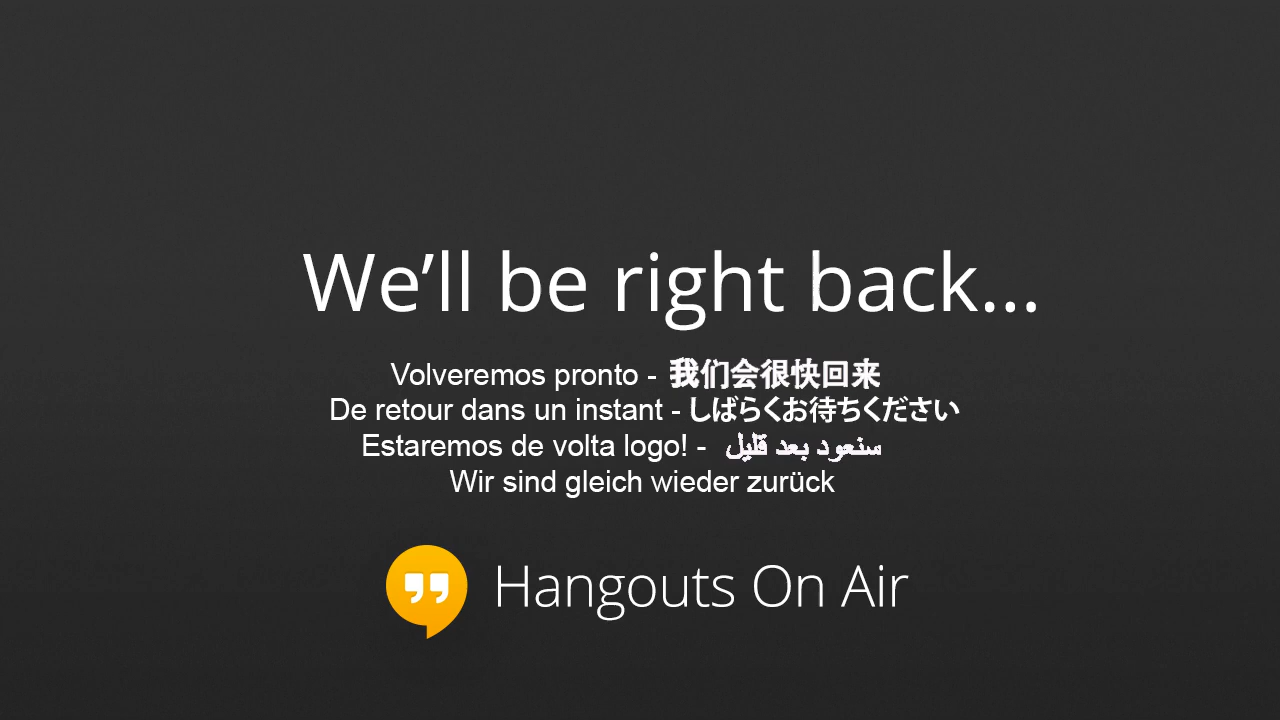 We’ll be right back...
Volveremos pronto - 我们会很快回来
De retour dans un instant - しばらくお待ちください
Estaremos de volta logo! - سنعود بعد قليل
Wir sind gleich wieder zurück
Hangouts On Air